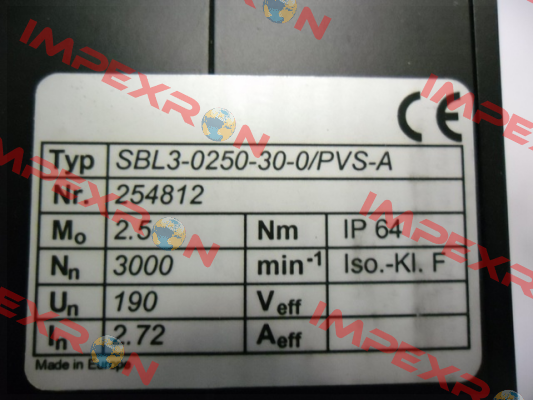 IMPEXRON
CE
Typ SBL3-0250-30-0/PVS-A
Nr. 254812
Mo 2.5 Nm IP 64
Nn 3000 min-1 Iso.-Kl. F
Un 190 Veff
In 2.72 Aeff
Made in Europe